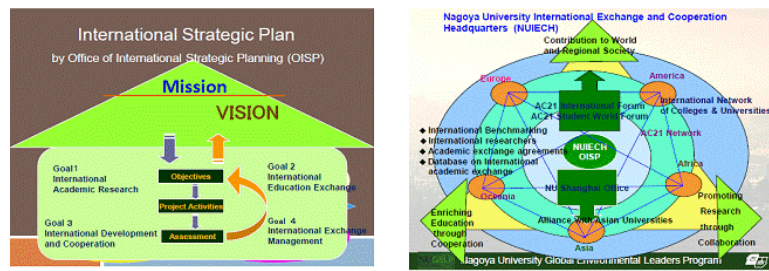 International Strategic Plan
by Office of International Strategic Planning (OISP)
Mission
VISION
Goal1
International
Academic Research
Goal 2
International
Education Exchange
Objectives
Project Activities
Assessment
Goal 3
International Development
and Cooperation
Goal 4
International Exchange
Management
Nagoya University International Exchange and Cooperation
Headquarters (NUIECH)
Contribution to World
and Regional Society
Europe
America
AC21 International Forum
AC21 Student World Forum
International Network
of Colleges & Universities
AC21 Network
◆ International Benchmarking
◆ International researchers
◆ Academic exchange agreements
◆ Database on International
academic exchange
NUIECH
OISP
Africa
Oceania
NU Shanghai Office
Promoting
Research
through
Collaboration
Enriching
Education
through
Cooperation
Alliance with Asian Universities
Asia
Nagoya University Global Environmental Leaders Program